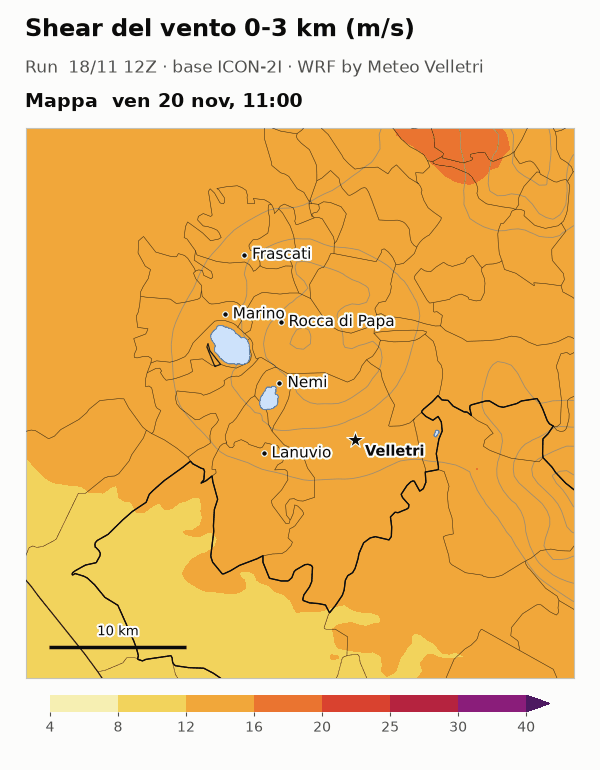 Shear del vento 0-3 km (m/s)
Run  18/11 12Z · base ICON-2I · WRF by Meteo Velletri
Mappa  ven 20 nov, 11:00
Frascati
Marino
Rocca di Papa
Nemi
Velletri
Lanuvio
10 km
4 8 12 16 20 25 30 40